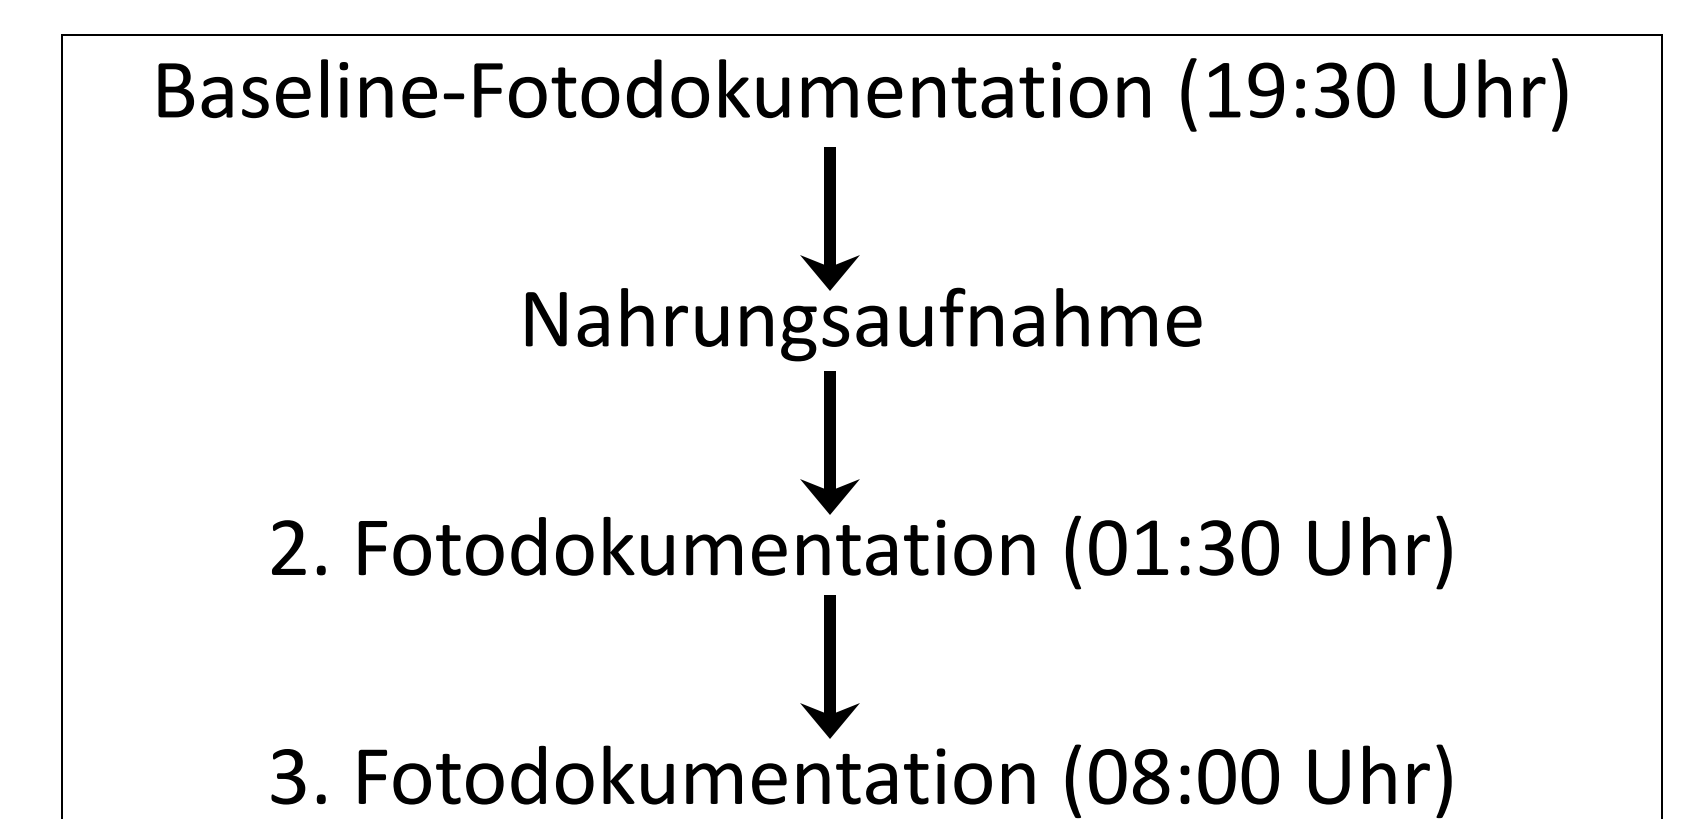 Baseline-Fotodokumentation (19:30 Uhr)
Nahrungsaufnahme
2. Fotodokumentation (01:30 Uhr)
3. Fotodokumentation (08:00 Uhr)